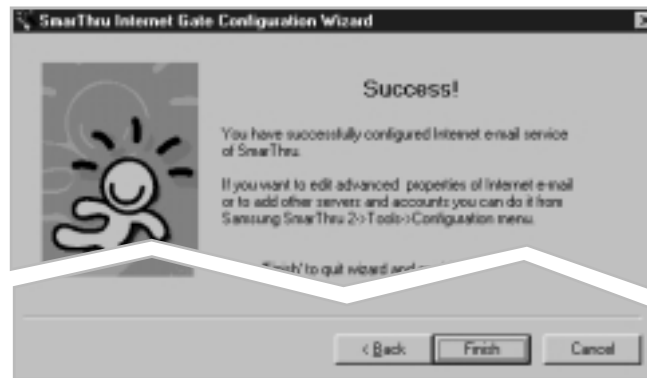 SmarThru Internet Gate Configuration Wizard
Success!
You have successfully configured Internet e-mail service
of SmarThru.
If you want to edit advanced properties of Internet e-mail
or to add other servers and accounts you can do it from
Samsung SmarThru 2->Tools->Configuration menu.
'Finish' to quit wizard and
< Back Finish Cancel